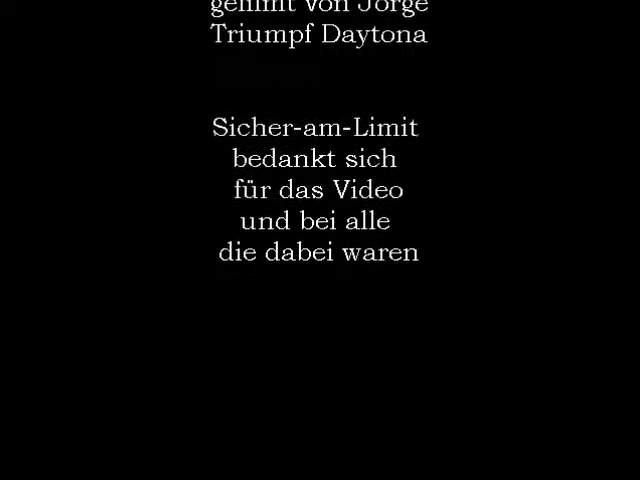 gefilmt von Jorge
Triumpf Daytona
Sicher-am-Limit
bedankt sich
für das Video
und bei alle
die dabei waren